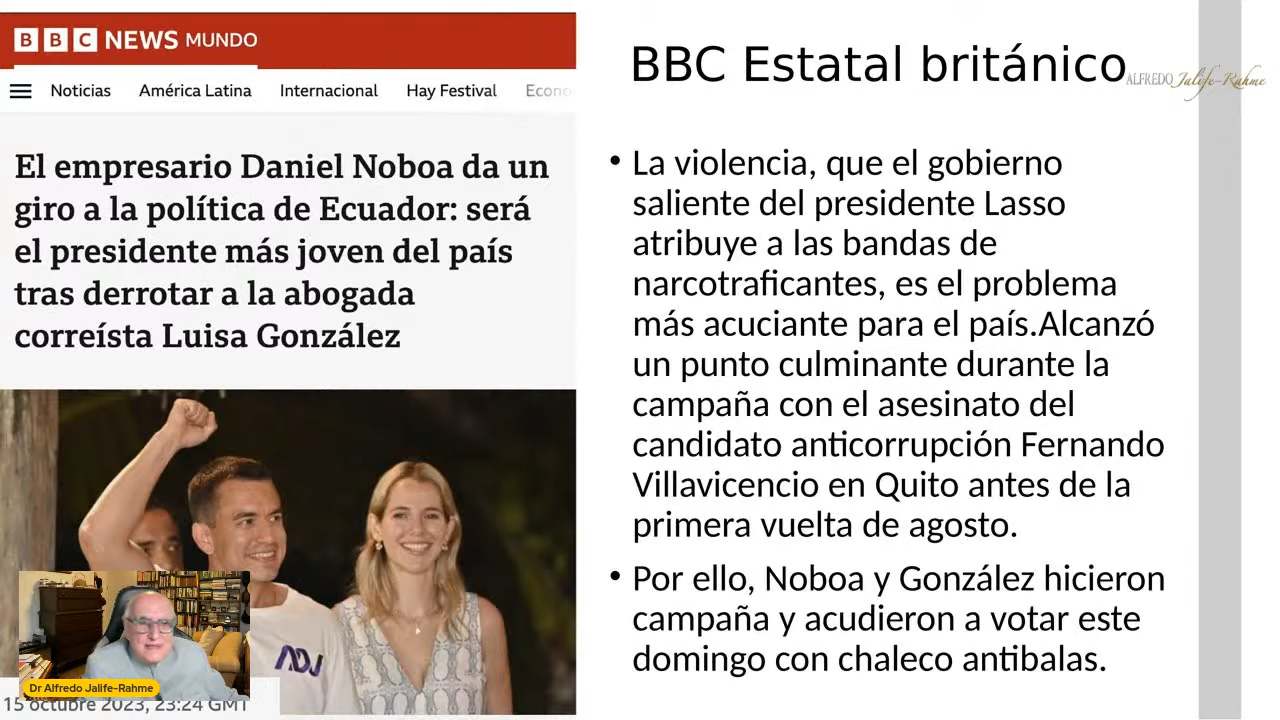 BBC NEWS MUNDO
Noticias América Latina Internacional Hay Festival Econo
El empresario Daniel Noboa da un
giro a la política de Ecuador: será
el presidente más joven del país
tras derrotar a la abogada
correísta Luisa González
ADJ
Dr Alfredo Jalife-Rahme
15 octubre 2023, 23:24 GMT
BBC Estatal británico
ALFREDO Jalife-Rahme
• La violencia, que el gobierno
saliente del presidente Lasso
atribuye a las bandas de
narcotraficantes, es el problema
más acuciante para el país.Alcanzó
un punto culminante durante la
campaña con el asesinato del
candidato anticorrupción Fernando
Villavicencio en Quito antes de la
primera vuelta de agosto.
• Por ello, Noboa y González hicieron
campaña y acudieron a votar este
domingo con chaleco antibalas.